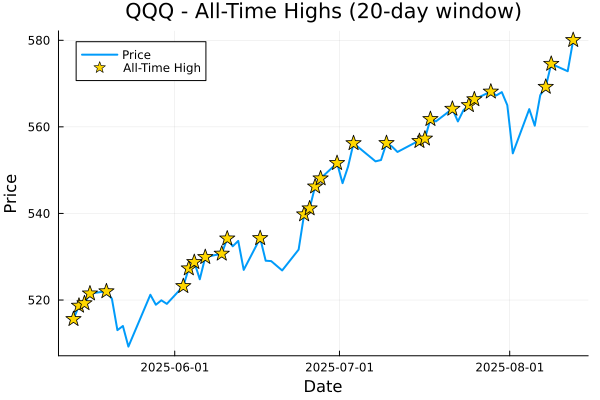 QQQ - All-Time Highs (20-day window)
Price
All-Time High
580
560
540
520
Price
2025-06-01
2025-07-01
2025-08-01
Date